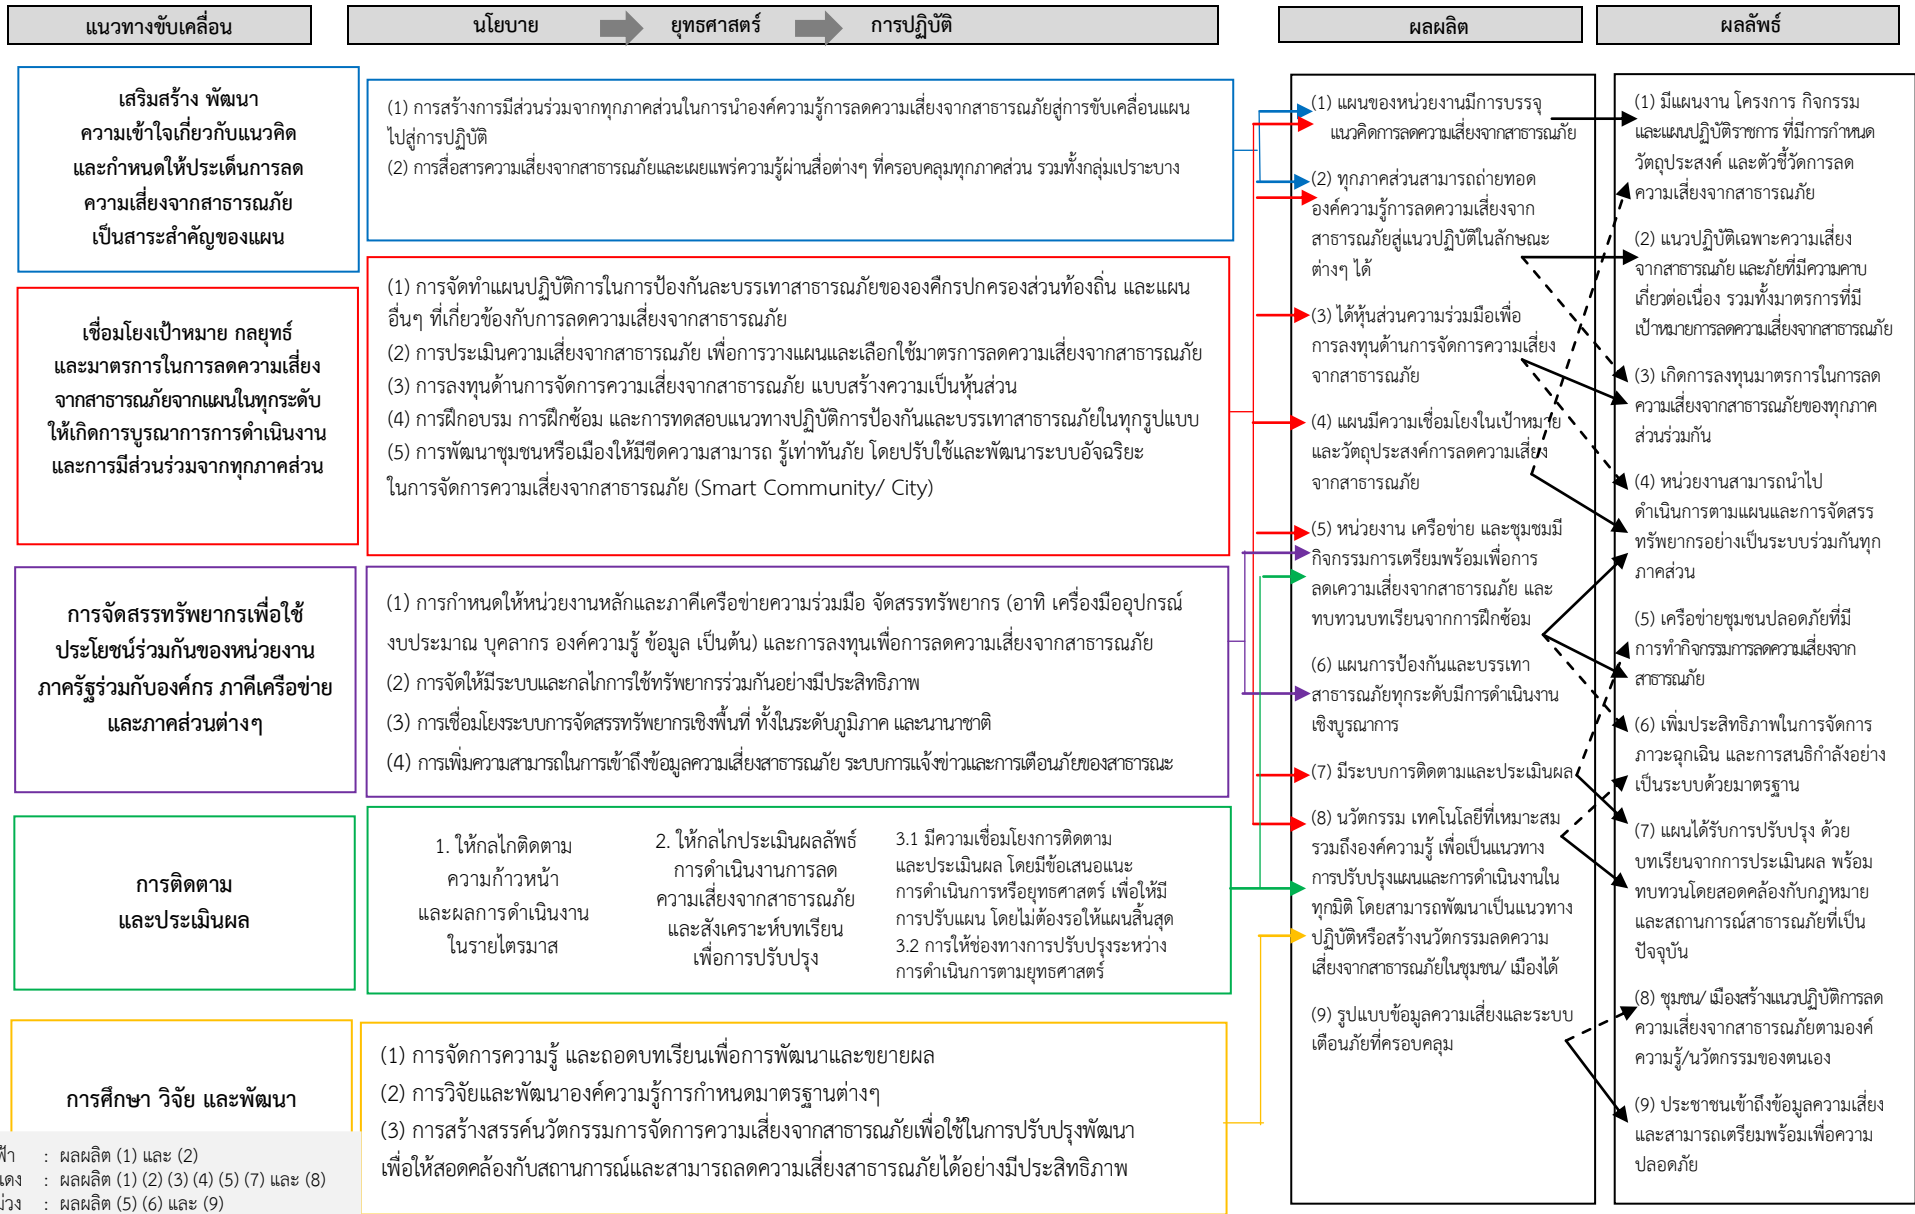 แนวทางขับเคลื่อน
นโยบาย
ยุทธศาสตร์
การปฏิบัติ
ผลผลิต
ผลลัพธ์
เสริมสร้าง พัฒนา
ความเข้าใจเกี่ยวกับแนวคิด
และกำหนดให้ประเด็นการลด
ความเสี่ยงจากสาธารณภัย
เป็นสาระสำคัญของแผน
(1) การสร้างการมีส่วนร่วมจากทุกภาคส่วนในการนำองค์ความรู้การลดความเสี่ยงจากสาธารณภัยสู่การขับเคลื่อนแผน
ไปสู่การปฏิบัติ
(2) การสื่อสารความเสี่ยงจากสาธารณภัยและเผยแพร่ความรู้ผ่านสื่อต่างๆ ที่ครอบคลุมทุกภาคส่วน รวมทั้งกลุ่มเปราะบาง
เชื่อมโยงเป้าหมาย กลยุทธ์
และมาตรการในการลดความเสี่ยง
จากสาธารณภัยจากแผนในทุกระดับ
ให้เกิดการบูรณาการการดำเนินงาน
และการมีส่วนร่วมจากทุกภาคส่วน
(1) การจัดทำแผนปฏิบัติการในการป้องกันละบรรเทาสาธารณภัยขององค์กรปกครองส่วนท้องถิ่น และแผน
อื่นๆ ที่เกี่ยวข้องกับการลดความเสี่ยงจากสาธารณภัย
(2) การประเมินความเสี่ยงจากสาธารณภัย เพื่อการวางแผนและเลือกใช้มาตรการลดความเสี่ยงจากสาธารณภัย
(3) การลงทุนด้านการจัดการความเสี่ยงจากสาธารณภัย แบบสร้างความเป็นหุ้นส่วน
(4) การฝึกอบรม การฝึกซ้อม และการทดสอบแนวทางปฏิบัติการป้องกันและบรรเทาสาธารณภัยในทุกรูปแบบ
(5) การพัฒนาชุมชนหรือเมืองให้มีขีดความสามารถ รู้เท่าทันภัย โดยปรับใช้และพัฒนาระบบอัจฉริยะ
ในการจัดการความเสี่ยงจากสาธารณภัย (Smart Community/ City)
การจัดสรรทรัพยากรเพื่อใช้
ประโยชน์ร่วมกันของหน่วยงาน
ภาครัฐร่วมกับองค์กร ภาคีเครือข่าย
และภาคส่วนต่างๆ
(1) การกำหนดให้หน่วยงานหลักและภาคีเครือข่ายความร่วมมือ จัดสรรทรัพยากร (อาทิ เครื่องมืออุปกรณ์
งบประมาณ บุคลากร องค์ความรู้ ข้อมูล เป็นต้น) และการลงทุนเพื่อการลดความเสี่ยงจากสาธารณภัย
(2) การจัดให้มีระบบและกลไกการใช้ทรัพยากรร่วมกันอย่างมีประสิทธิภาพ
(3) การเชื่อมโยงระบบการจัดสรรทรัพยากรเชิงพื้นที่ ทั้งในระดับภูมิภาค และนานาชาติ
(4) การเพิ่มความสามารถในการเข้าถึงข้อมูลความเสี่ยงสาธารณภัย ระบบการแจ้งข่าวและการเตือนภัยของสาธารณะ
การติดตาม
และประเมินผล
1. ให้กลไกติดตาม
ความก้าวหน้า
และผลการดำเนินงาน
ในรายไตรมาส
2. ให้กลไกประเมินผลลัพธ์
การดำเนินงานการลด
ความเสี่ยงจากสาธารณภัย
และสังเคราะห์บทเรียน
เพื่อการปรับปรุง
3.1 มีความเชื่อมโยงการติดตาม
และประเมินผล โดยมีข้อเสนอแนะ
การดำเนินการหรือยุทธศาสตร์ เพื่อให้มี
การปรับแผน โดยไม่ต้องรอให้แผนสิ้นสุด
3.2 การให้ช่องทางการปรับปรุงระหว่าง
การดำเนินการตามยุทธศาสตร์
การศึกษา วิจัย และพัฒนา
(1) การจัดการความรู้ และถอดบทเรียนเพื่อการพัฒนาและขยายผล
(2) การวิจัยและพัฒนาองค์ความรู้การกำหนดมาตรฐานต่างๆ
(3) การสร้างสรรค์นวัตกรรมการจัดการความเสี่ยงจากสาธารณภัยเพื่อใช้ในการปรับปรุงพัฒนา
เพื่อให้สอดคล้องกับสถานการณ์และสามารถลดความเสี่ยงสาธารณภัยได้อย่างมีประสิทธิภาพ
: ผลผลิต (1) และ (2)
แดง : ผลผลิต (1) (2) (3) (4) (5) (7) และ (8)
ม่วง : ผลผลิต (5) (6) และ (9)
(1) แผนของหน่วยงานมีการบรรจุ
แนวคิดการลดความเสี่ยงจากสาธารณภัย
(2) ทุกภาคส่วนสามารถถ่ายทอด
องค์ความรู้การลดความเสี่ยงจาก
สาธารณภัยสู่แนวปฏิบัติในลักษณะ
ต่างๆ ได้
(3) ได้หุ้นส่วนความร่วมมือเพื่อ
การลงทุนด้านการจัดการความเสี่ยง
จากสาธารณภัย
(4) แผนมีความเชื่อมโยงในเป้าหมาย
และวัตถุประสงค์การลดความเสี่ยง
จากสาธารณภัย
(5) หน่วยงาน เครือข่าย และชุมชมมี
กิจกรรมการเตรียมพร้อมเพื่อการ
ลดเความเสี่ยงจากสาธารณภัย และ
ทบทวนบทเรียนจากการฝึกซ้อม
(6) แผนการป้องกันและบรรเทา
สาธารณภัยทุกระดับมีการดำเนินงาน
เชิงบูรณาการ
(7) มีระบบการติดตามและประเมินผล
(8) นวัตกรรม เทคโนโลยีที่เหมาะสม
รวมถึงองค์ความรู้ เพื่อเป็นแนวทาง
การปรับปรุงแผนและการดำเนินงานใน
ทุกมิติ โดยสามารถพัฒนาเป็นแนวทาง
ปฏิบัติหรือสร้างนวัตกรรมลดความ
เสี่ยงจากสาธารณภัยในชุมชน/ เมืองได้
(9) รูปแบบข้อมูลความเสี่ยงและระบบ
เตือนภัยที่ครอบคลุม
(1) มีแผนงาน โครงการ กิจกรรม
และแผนปฏิบัติราชการ ที่มีการกำหนด
วัตถุประสงค์ และตัวชี้วัดการลด
ความเสี่ยงจากสาธารณภัย
(2) แนวปฏิบัติเฉพาะความเสี่ยง
จากสาธารณภัย และภัยที่มีความคาบ
เกี่ยวต่อเนื่อง รวมทั้งมาตรการที่มี
เป้าหมายการลดความเสี่ยงจากสาธารณภัย
(3) เกิดการลงทุนมาตรการในการลด
ความเสี่ยงจากสาธารณภัยของทุกภาค
ส่วนร่วมกัน
(4) หน่วยงานสามารถนำไป
ดำเนินการตามแผนและการจัดสรร
ทรัพยากรอย่างเป็นระบบร่วมกันทุก
ภาคส่วน
(5) เครือข่ายชุมชนปลอดภัยที่มี
การทำกิจกรรมการลดความเสี่ยงจาก
สาธารณภัย
(6) เพิ่มประสิทธิภาพในการจัดการ
ภาวะฉุกเฉิน และการสนธิกำลังอย่าง
เป็นระบบด้วยมาตรฐาน
(7) แผนได้รับการปรับปรุง ด้วย
บทเรียนจากการประเมินผล พร้อม
ทบทวนโดยสอดคล้องกับกฎหมาย
และสถานการณ์สาธารณภัยที่เป็น
ปัจจุบัน
(8) ชุมชน/ เมืองสร้างแนวปฏิบัติการลด
ความเสี่ยงจากสาธารณภัยตามองค์
ความรู้/นวัตกรรมของตนเอง
(9) ประชาชนเข้าถึงข้อมูลความเสี่ยง
และสามารถเตรียมพร้อมเพื่อความ
ปลอดภัย